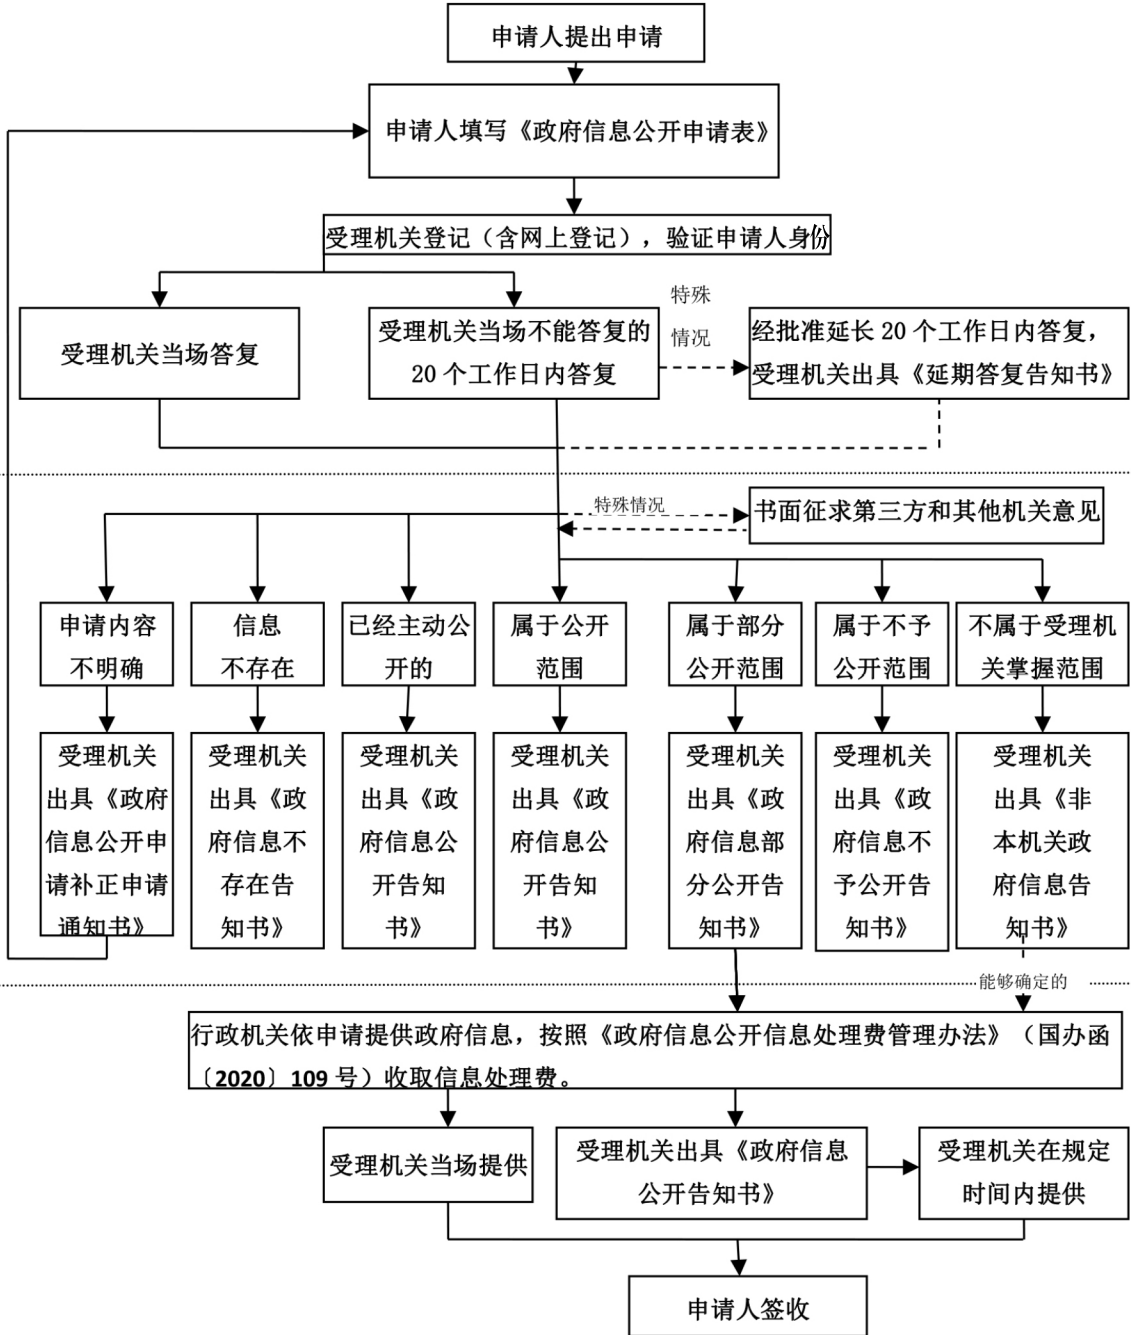 申请人提出申请
申请人填写《政府信息公开申请表》
受理机关登记（含网上登记），验证申请人身份
受理机关当场答复
受理机关当场不能答复的
20 个工作日内答复
特殊
情况
经批准延长 20 个工作日内答复，
受理机关出具《延期答复告知书》
特殊情况
书面征求第三方和其他机关意见
申请内容
不明确
信息
不存在
已经主动公
开的
属于公开
范围
属于部分
公开范围
属于不予
公开范围
不属于受理机
关掌握范围
受理机关
出具《政府
信息公开申
请补正申请
通知书》
受理机关
出具《政
府信息不
存在告
知书》
受理机关
出具《政
府信息公
开告知
书》
受理机关
出具《政
府信息公
开告知
书》
受理机关
出具《政
府信息部
分公开告
知书》
受理机关
出具《政
府信息不
予公开告
知书》
受理机关
出具《非
本机关政
府信息告
知书》
能够确定的
行政机关依申请提供政府信息，按照《政府信息公开信息处理费管理办法》（国办函
〔2020〕109 号）收取信息处理费。
受理机关当场提供
受理机关出具《政府信息
公开告知书》
受理机关在规定
时间内提供
申请人签收